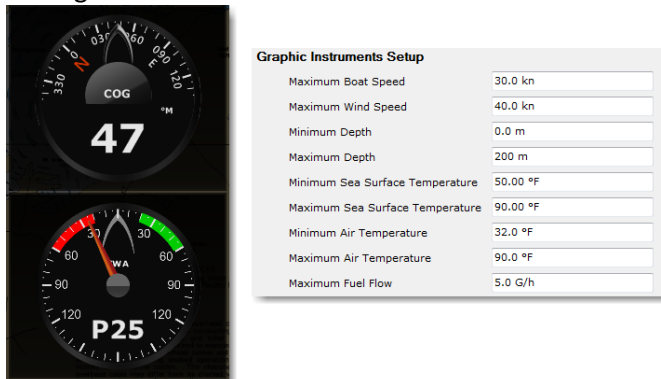 330 N 030 60 090 E 120
COG
°M
47
30 30
60 60
TWA
90 90
120 120
P25
Graphic Instruments Setup
Maximum Boat Speed 30.0 kn
Maximum Wind Speed 40.0 kn
Minimum Depth 0.0 m
Maximum Depth 200 m
Minimum Sea Surface Temperature 50.00 °F
Maximum Sea Surface Temperature 90.00 °F
Minimum Air Temperature 32.0 °F
Maximum Air Temperature 90.0 °F
Maximum Fuel Flow 5.0 G/h